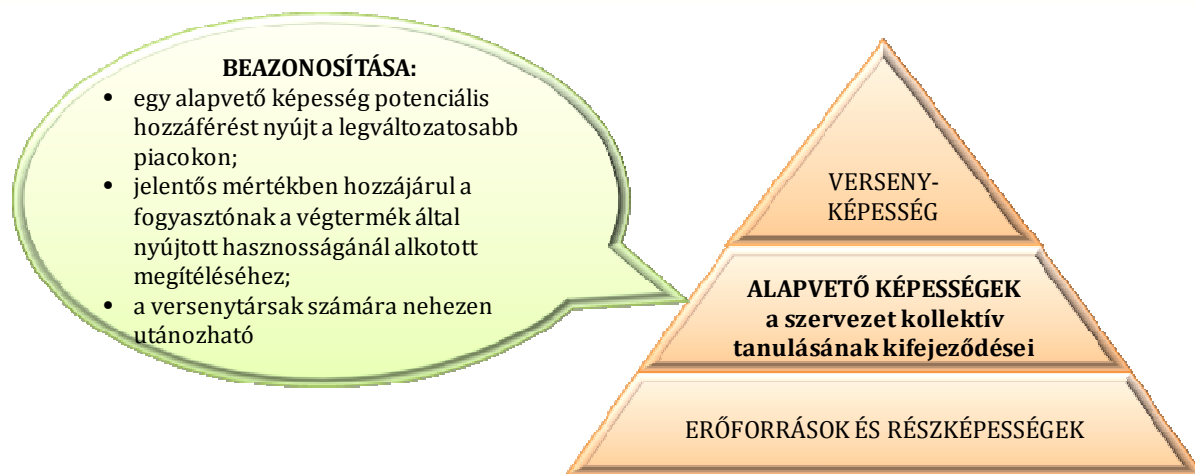 BEAZONOSÍTÁSA:
• egy alapvető képesség potenciális
hozzáférést nyújt a legváltozatosabb
piacokon;
• jelentős mértékben hozzájárul a
fogyasztónak a végtermék által
nyújtott hasznosságánál alkotott
megítéléséhez;
• a versenytársak számára nehezen
utánozható
VERSENY-
KÉPESSÉG
ALAPVETŐ KÉPESSÉGEK
a szervezet kollektív
tanulásának kifejeződései
ERŐFORRÁSOK ÉS RÉSZKÉPESSÉGEK